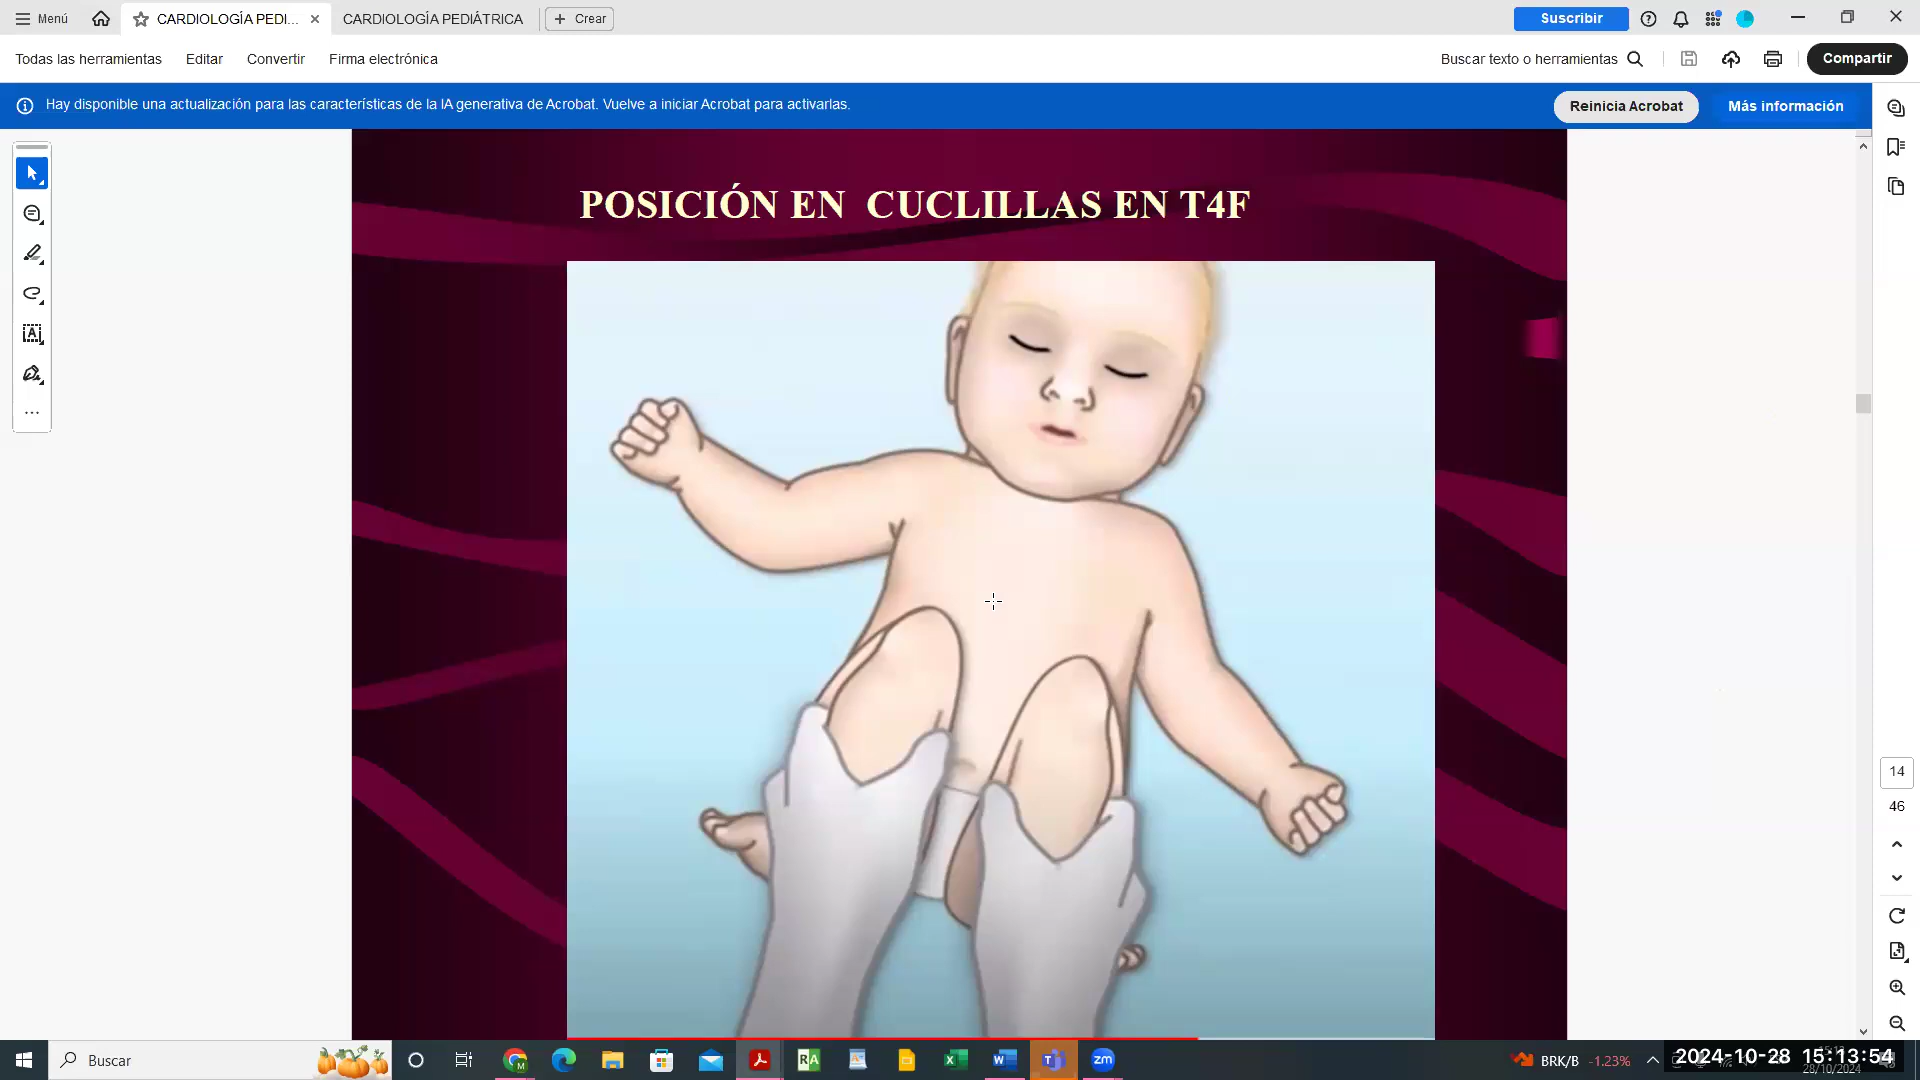 Menú
CARDIOLOGÍA PEDI...
CARDIOLOGÍA PEDIÁTRICA
Crear
Suscribir
Todas las herramientas
Editar
Convertir
Firma electrónica
Buscar texto o herramientas
Compartir
Hay disponible una actualización para las características de la IA generativa de Acrobat. Vuelve a iniciar Acrobat para activarlas.
Reinicia Acrobat
Más información
POSICIÓN EN CUCLILLAS EN T4F
14
46
Buscar
BRK/B -1.23%
2024-10-28 15:13:54
28/10/2024